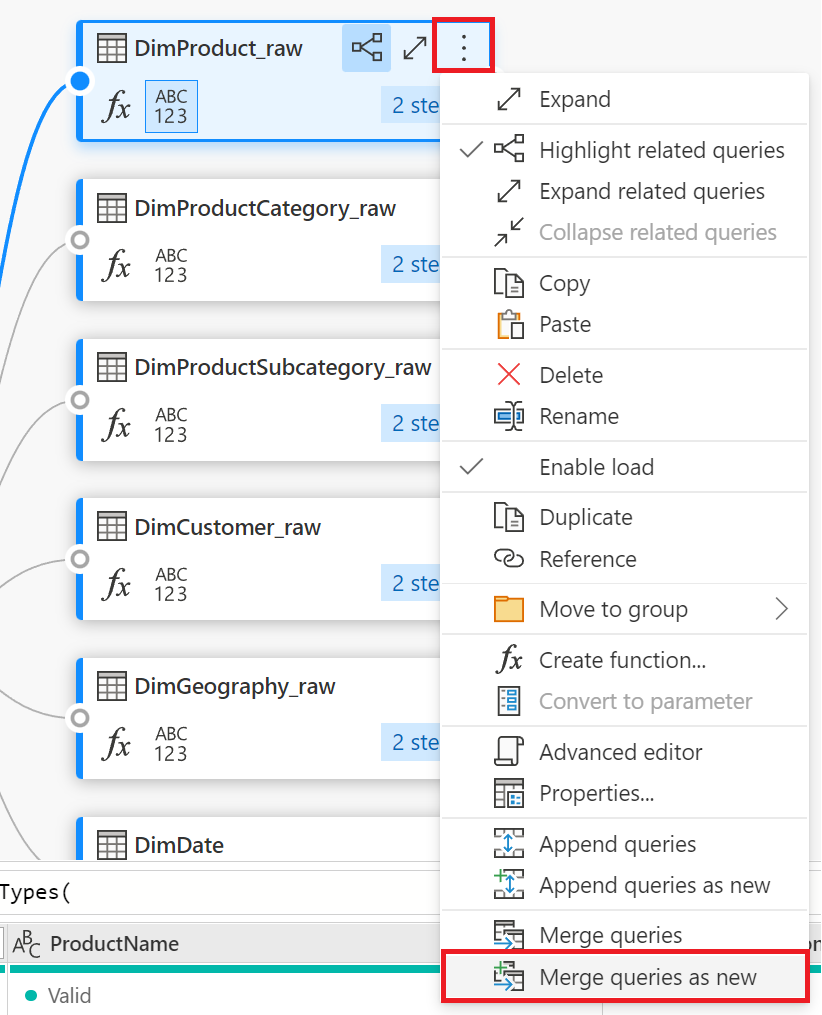 DimProduct_raw
fx
ABC
123
2 ste
DimProductCategory_raw
fx
ABC
123
2 ste
DimProductSubcategory_raw
fx
ABC
123
2 ste
DimCustomer_raw
fx
ABC
123
2 ste
DimGeography_raw
fx
ABC
123
2 ste
DimDate
Expand
Highlight related queries
Expand related queries
Collapse related queries
Copy
Paste
Delete
Rename
Enable load
Duplicate
Reference
Move to group
fx Create function...
Convert to parameter
Advanced editor
Properties...
Append queries
Append queries as new
Merge queries
Merge queries as new
Types(
ABC ProductName
on
Valid